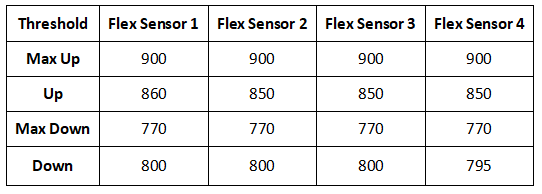 Threshold Flex Sensor 1 Flex Sensor 2 Flex Sensor 3 Flex Sensor 4
Max Up 900 900 900 900
Up 860 850 850 850
Max Down 770 770 770 770
Down 800 800 800 795